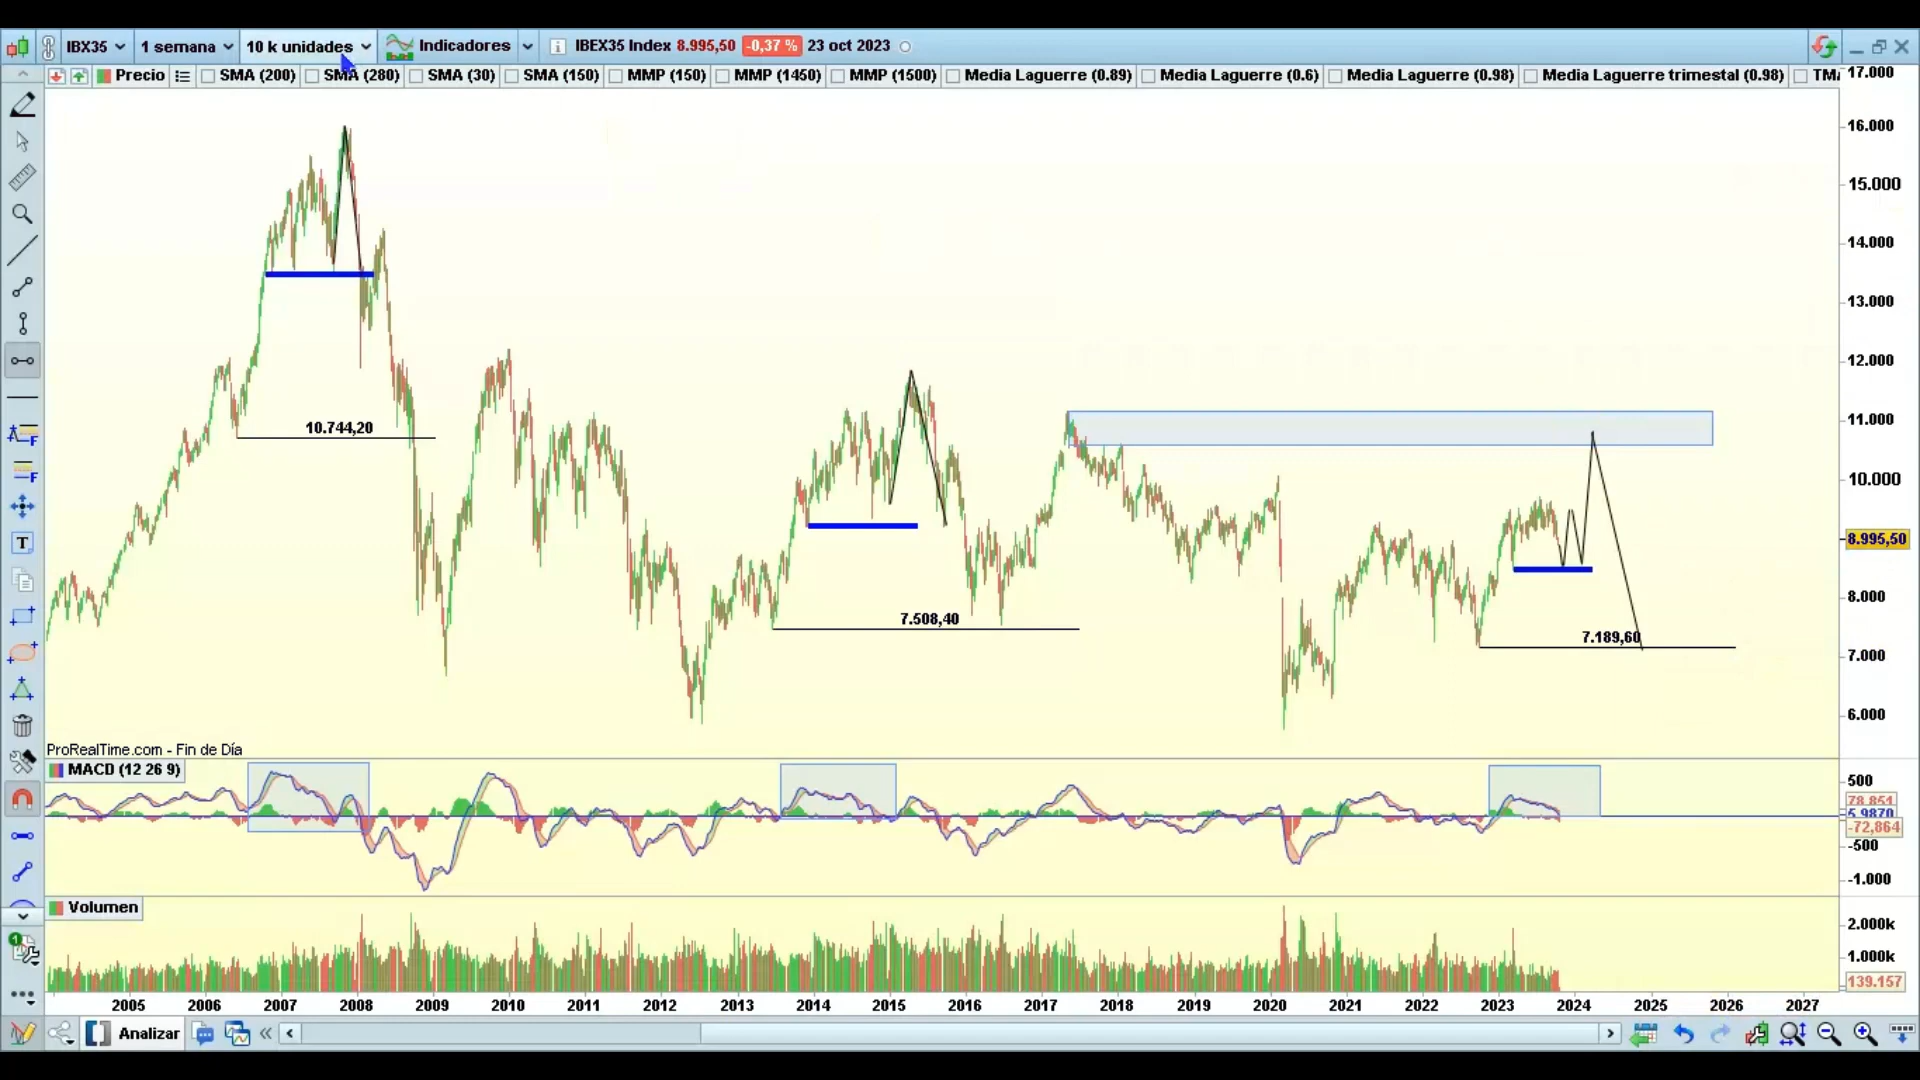 IBX35 1 semana 10 k unidades Indicadores IBEX35 Index 8.995,50 -0,37 % 23 oct 2023
Precio SMA (200) SMA (280) SMA (30) SMA (150) MMP (150) MMP (1450) MMP (1500) Media Laguerre (0.89) Media Laguerre (0.6) Media Laguerre (0.98) Media Laguerre trimestal (0.98) TMA
17.000
16.000
15.000
14.000
13.000
12.000
11.000
10.744,20
10.000
8.995,50
8.000
7.508,40
7.189,60
7.000
6.000
ProRealTime.com - Fin de Día
MACD (12 26 9)
500
78,851
5,9870
-72,864
-500
-1.000
Volumen
2.000k
1.000k
139.157
2005 2006 2007 2008 2009 2010 2011 2012 2013 2014 2015 2016 2017 2018 2019 2020 2021 2022 2023 2024 2025 2026 2027
Analizar